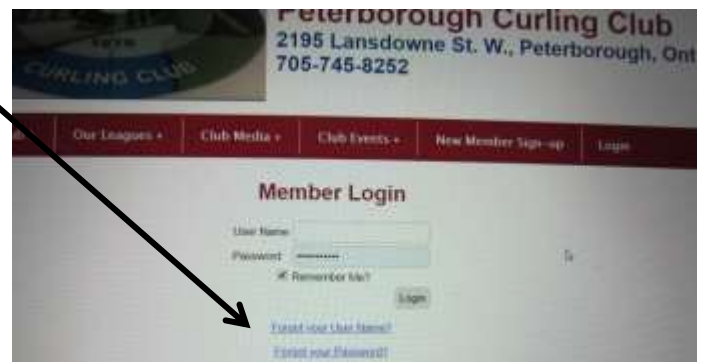 Peterborough Curling Club
2195 Lansdowne St. W., Peterborough, Ont
705-745-8252
CURLING CLUB
Our Leagues +
Club Media +
Club Events +
New Member Sign-up
Login
Member Login
User Name
Password
Remember Me?
Login
Forgot your User Name?
Forgot your Password?